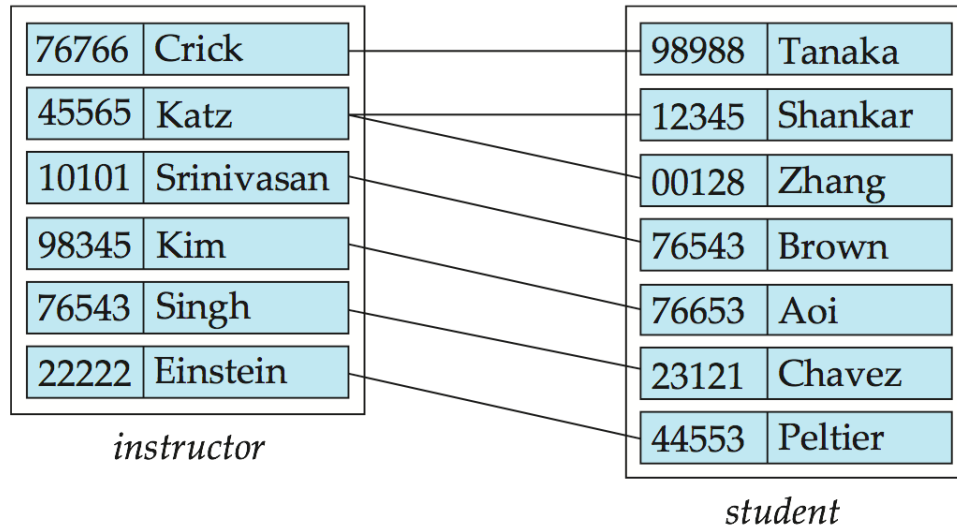 76766 Crick
45565 Katz
10101 Srinivasan
98345 Kim
76543 Singh
22222 Einstein
instructor
98988 Tanaka
12345 Shankar
00128 Zhang
76543 Brown
76653 Aoi
23121 Chavez
44553 Peltier
student